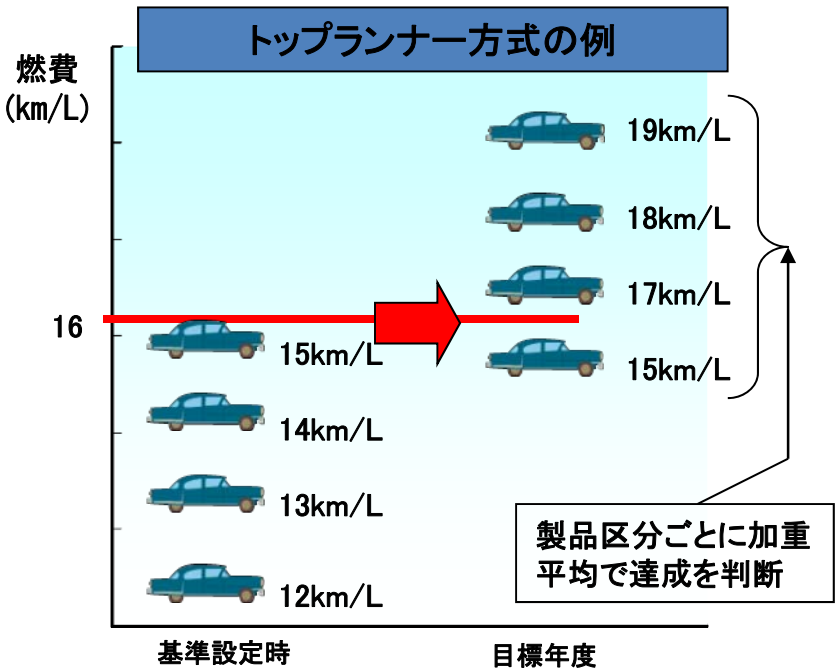 トップランナー方式の例
燃費
(km/L)
19km/L
18km/L
17km/L
16
15km/L
15km/L
14km/L
13km/L
12km/L
製品区分ごとに加重
平均で達成を判断
基準設定時
目標年度